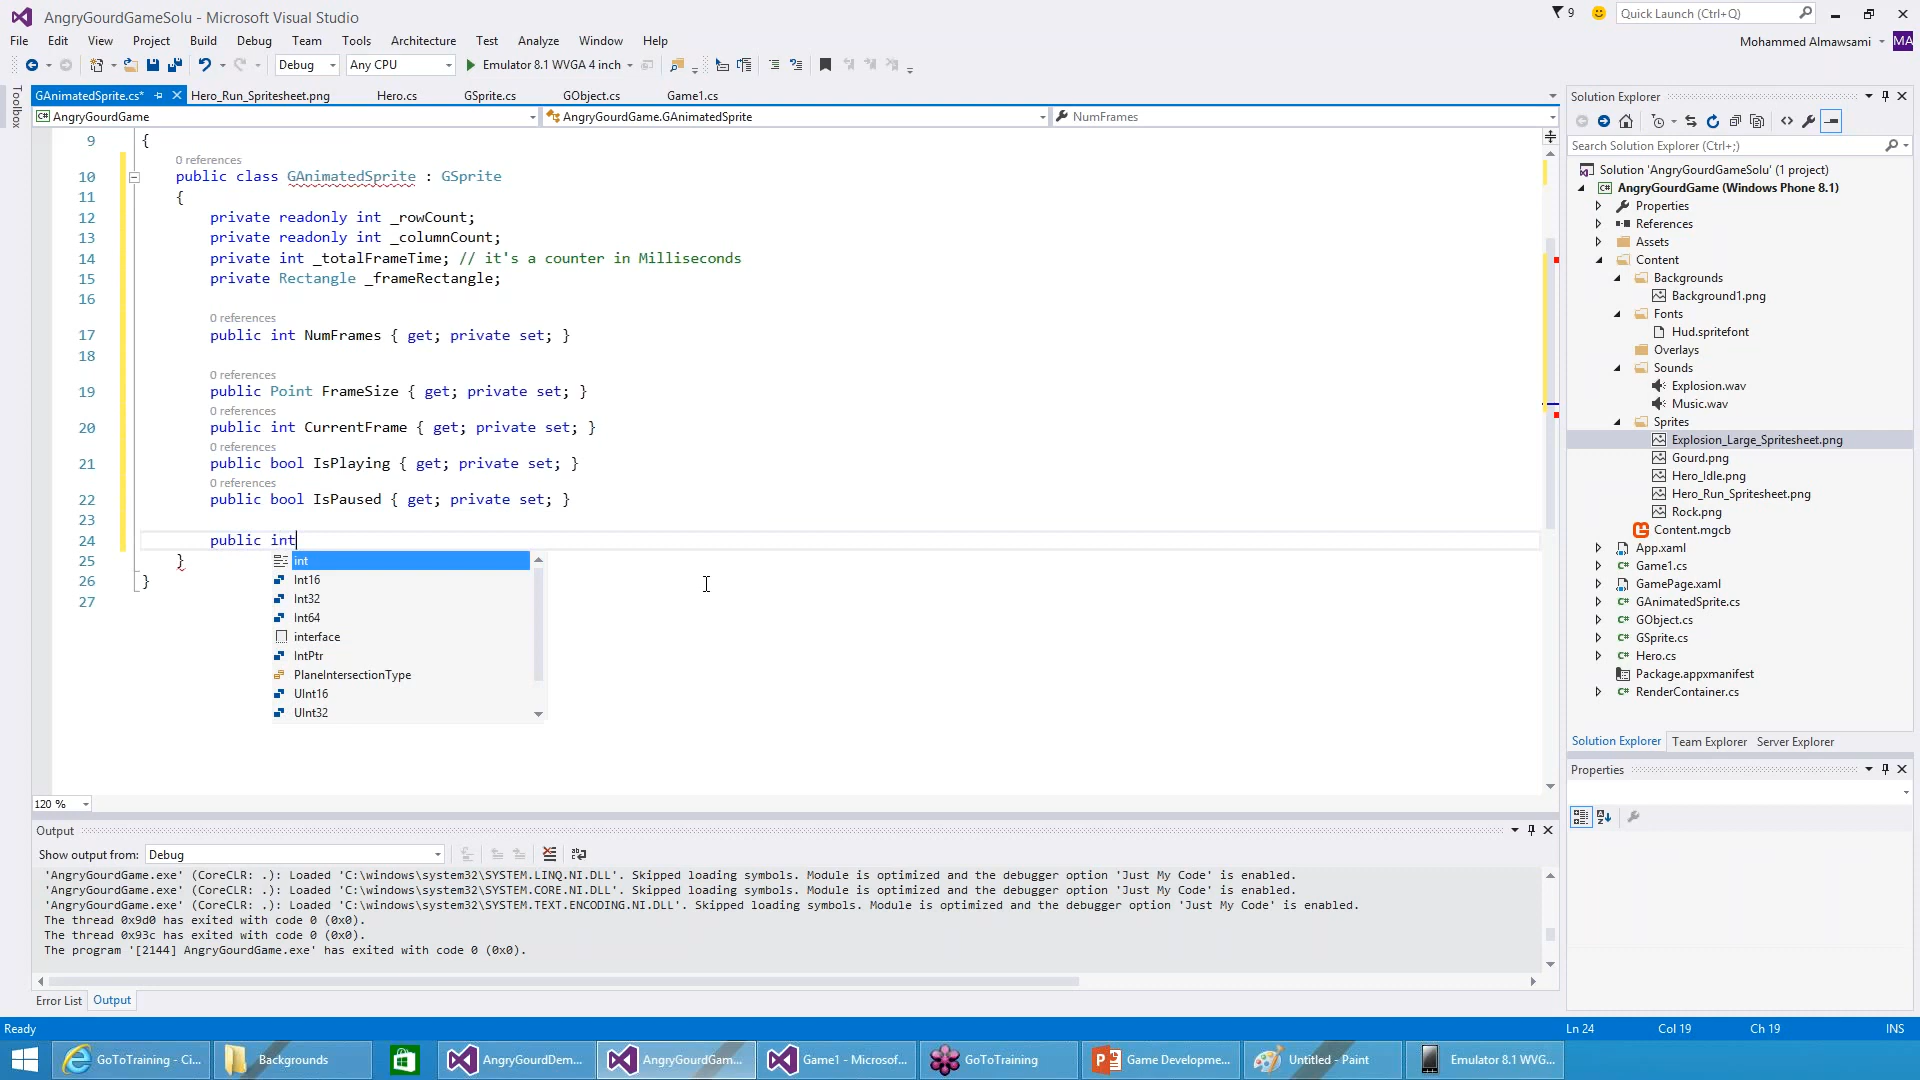 AngryGourdGameSolu - Microsoft Visual Studio
9
Quick Launch (Ctrl+Q)
File Edit View Project Build Debug Team Tools Architecture Test Analyze Window Help
Mohammed Almawsami
MA
Debug
Any CPU
Emulator 8.1 WVGA 4 inch
Toolbox
GAnimatedSprite.cs*
Hero_Run_Spritesheet.png
Hero.cs
GSprite.cs
GObject.cs
Game1.cs
AngryGourdGame
AngryGourdGame.GAnimatedSprite
NumFrames
9 {
0 references
10 public class GAnimatedSprite : GSprite
11 {
12 private readonly int _rowCount;
13 private readonly int _columnCount;
14 private int _totalFrameTime; // it's a counter in Milliseconds
15 private Rectangle _frameRectangle;
16
0 references
17 public int NumFrames { get; private set; }
18
0 references
19 public Point FrameSize { get; private set; }
0 references
20 public int CurrentFrame { get; private set; }
0 references
21 public bool IsPlaying { get; private set; }
0 references
22 public bool IsPaused { get; private set; }
23
24 public int
25 }
26 }
27
int
Int16
Int32
Int64
interface
IntPtr
PlaneIntersectionType
UInt16
UInt32
120 %
Solution Explorer
Search Solution Explorer (Ctrl+;)
Solution 'AngryGourdGameSolu' (1 project)
AngryGourdGame (Windows Phone 8.1)
Properties
References
Assets
Content
Backgrounds
Background1.png
Fonts
Hud.spritefont
Overlays
Sounds
Explosion.wav
Music.wav
Sprites
Explosion_Large_Spritesheet.png
Gourd.png
Hero_Idle.png
Hero_Run_Spritesheet.png
Rock.png
Content.mgcb
App.xaml
Game1.cs
GamePage.xaml
GAnimatedSprite.cs
GObject.cs
GSprite.cs
Hero.cs
Package.appxmanifest
RenderContainer.cs
Solution Explorer Team Explorer Server Explorer
Properties
Output
Show output from: Debug
'AngryGourdGame.exe' (CoreCLR: .): Loaded 'C:\windows\system32\SYSTEM.LINQ.NI.DLL'. Skipped loading symbols. Module is optimized and the debugger option 'Just My Code' is enabled.
'AngryGourdGame.exe' (CoreCLR: .): Loaded 'C:\windows\system32\SYSTEM.CORE.NI.DLL'. Skipped loading symbols. Module is optimized and the debugger option 'Just My Code' is enabled.
'AngryGourdGame.exe' (CoreCLR: .): Loaded 'C:\windows\system32\SYSTEM.TEXT.ENCODING.NI.DLL'. Skipped loading symbols. Module is optimized and the debugger option 'Just My Code' is enabled.
The thread 0x9d0 has exited with code 0 (0x0).
The thread 0x93c has exited with code 0 (0x0).
The program '[2144] AngryGourdGame.exe' has exited with code 0 (0x0).
Error List Output
Ready
Ln 24 Col 19 Ch 19 INS
GoToTraining - Ci...
Backgrounds
AngryGourdDem...
AngryGourdGam...
Game1 - Microsof...
GoToTraining
Game Developme...
Untitled - Paint
Emulator 8.1 WVG...